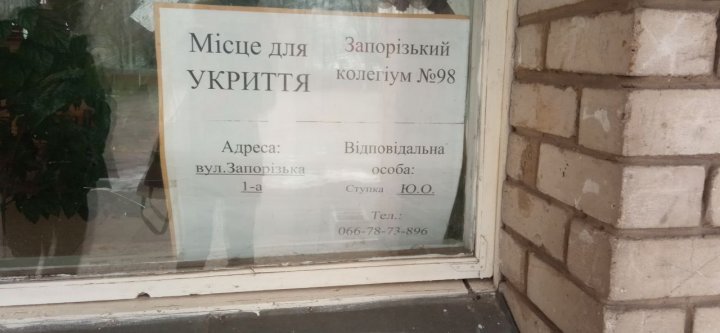 Місце для
УКРИТТЯ
Запорізький
колегіум №98
Адреса:
вул.Запорізька
1-а
Відповідальна
особа:
Ступка Ю.О.
Тел.:
066-78-73-896